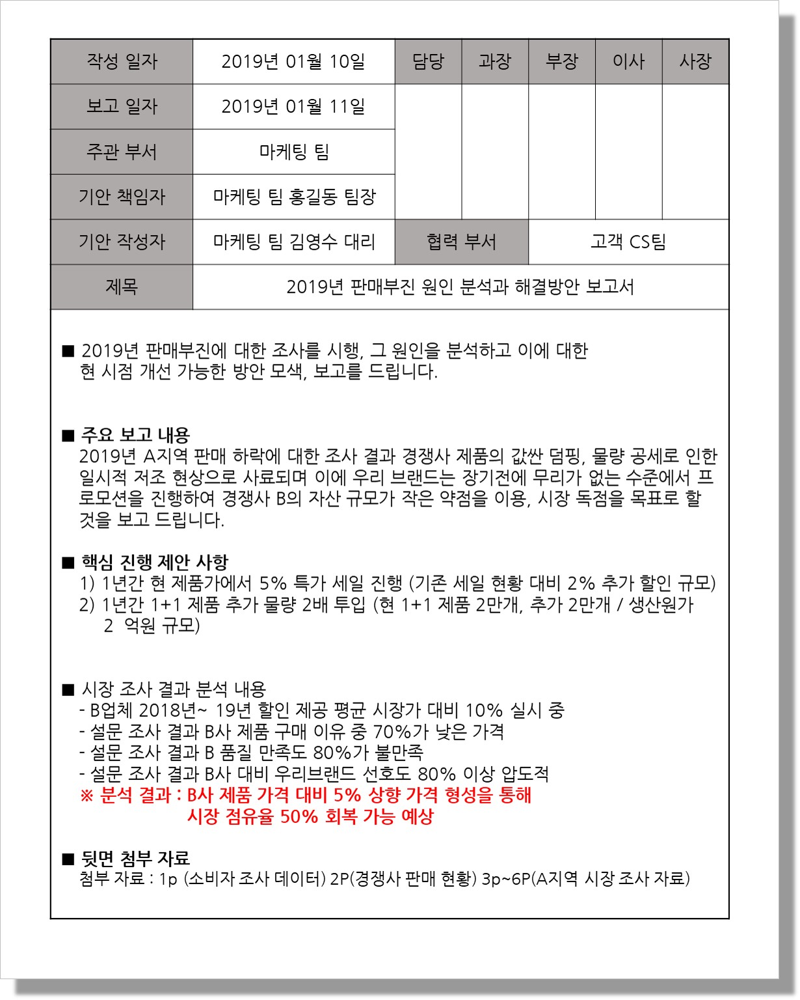 작성 일자 2019년 01월 10일 담당 과장 부장 이사 사장
보고 일자 2019년 01월 11일
주관 부서 마케팅 팀
기안 책임자 마케팅 팀 홍길동 팀장
기안 작성자 마케팅 팀 김영수 대리 협력 부서 고객 CS팀
제목 2019년 판매부진 원인 분석과 해결방안 보고서
■ 2019년 판매부진에 대한 조사를 시행, 그 원인을 분석하고 이에 대한
현 시점 개선 가능한 방안 모색, 보고를 드립니다.
■ 주요 보고 내용
2019년 A지역 판매 하락에 대한 조사 결과 경쟁사 제품의 값싼 덤핑, 물량 공세로 인한
일시적 저조 현상으로 사료되며 이에 우리 브랜드는 장기전에 무리가 없는 수준에서 프
로모션을 진행하여 경쟁사 B의 자산 규모가 작은 약점을 이용, 시장 독점을 목표로 할
것을 보고 드립니다.
■ 핵심 진행 제안 사항
1) 1년간 현 제품가에서 5% 특가 세일 진행 (기존 세일 현황 대비 2% 추가 할인 규모)
2) 1년간 1+1 제품 추가 물량 2배 투입 (현 1+1 제품 2만개, 추가 2만개 / 생산원가
2 억원 규모)
■ 시장 조사 결과 분석 내용
- B업체 2018년~ 19년 할인 제공 평균 시장가 대비 10% 실시 중
- 설문 조사 결과 B사 제품 구매 이유 중 70%가 낮은 가격
- 설문 조사 결과 B 품질 만족도 80%가 불만족
- 설문 조사 결과 B사 대비 우리브랜드 선호도 80% 이상 압도적
※ 분석 결과 : B사 제품 가격 대비 5% 상향 가격 형성을 통해
시장 점유율 50% 회복 가능 예상
■ 뒷면 첨부 자료
첨부 자료 : 1p (소비자 조사 데이터) 2P(경쟁사 판매 현황) 3p~6P(A지역 시장 조사 자료)